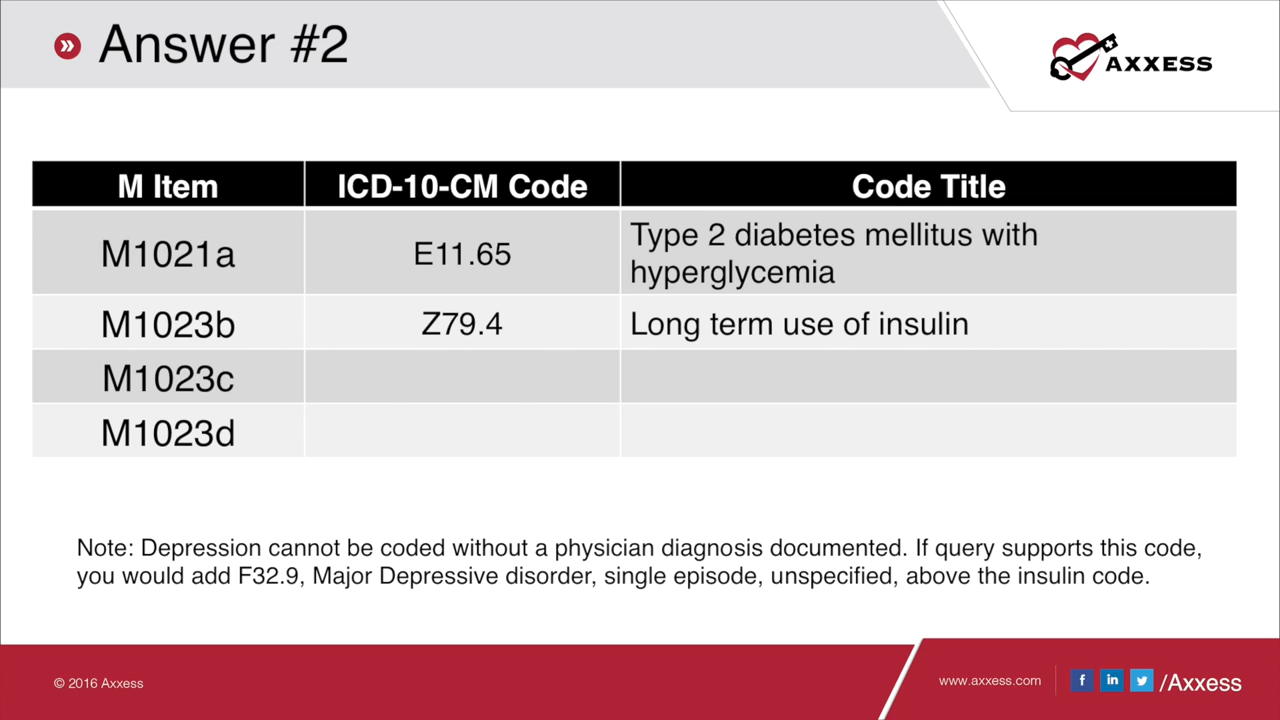 Answer #2
AXXESS
M Item ICD-10-CM Code Code Title
M1021a E11.65 Type 2 diabetes mellitus with
hyperglycemia
M1023b Z79.4 Long term use of insulin
M1023c
M1023d
Note: Depression cannot be coded without a physician diagnosis documented. If query supports this code,
you would add F32.9, Major Depressive disorder, single episode, unspecified, above the insulin code.
© 2016 Axxess
www.axxess.com f in /Axxess